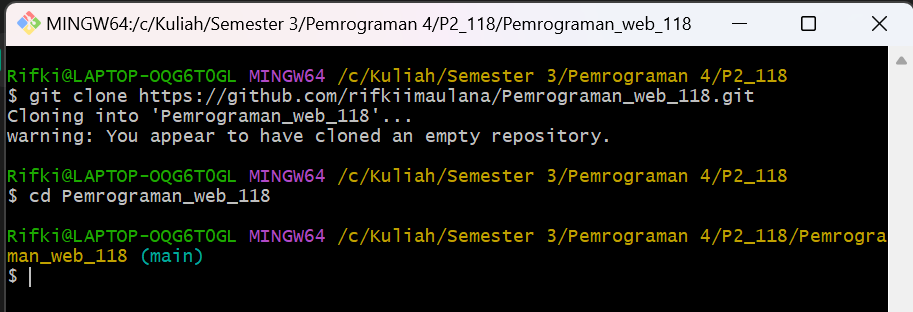 MINGW64:/c/Kuliah/Semester 3/Pemrograman 4/P2_118/Pemrograman_web_118
Rifki@LAPTOP-OQG6TOGL MINGW64 /c/Kuliah/Semester 3/Pemrograman 4/P2_118
$ git clone https://github.com/rifkiimaulana/Pemrograman_web_118.git
Cloning into 'Pemrograman_web_118'...
warning: You appear to have cloned an empty repository.
Rifki@LAPTOP-OQG6TOGL MINGW64 /c/Kuliah/Semester 3/Pemrograman 4/P2_118
$ cd Pemrograman_web_118
Rifki@LAPTOP-OQG6TOGL MINGW64 /c/Kuliah/Semester 3/Pemrograman 4/P2_118/Pemrogra
man_web_118 (main)
$